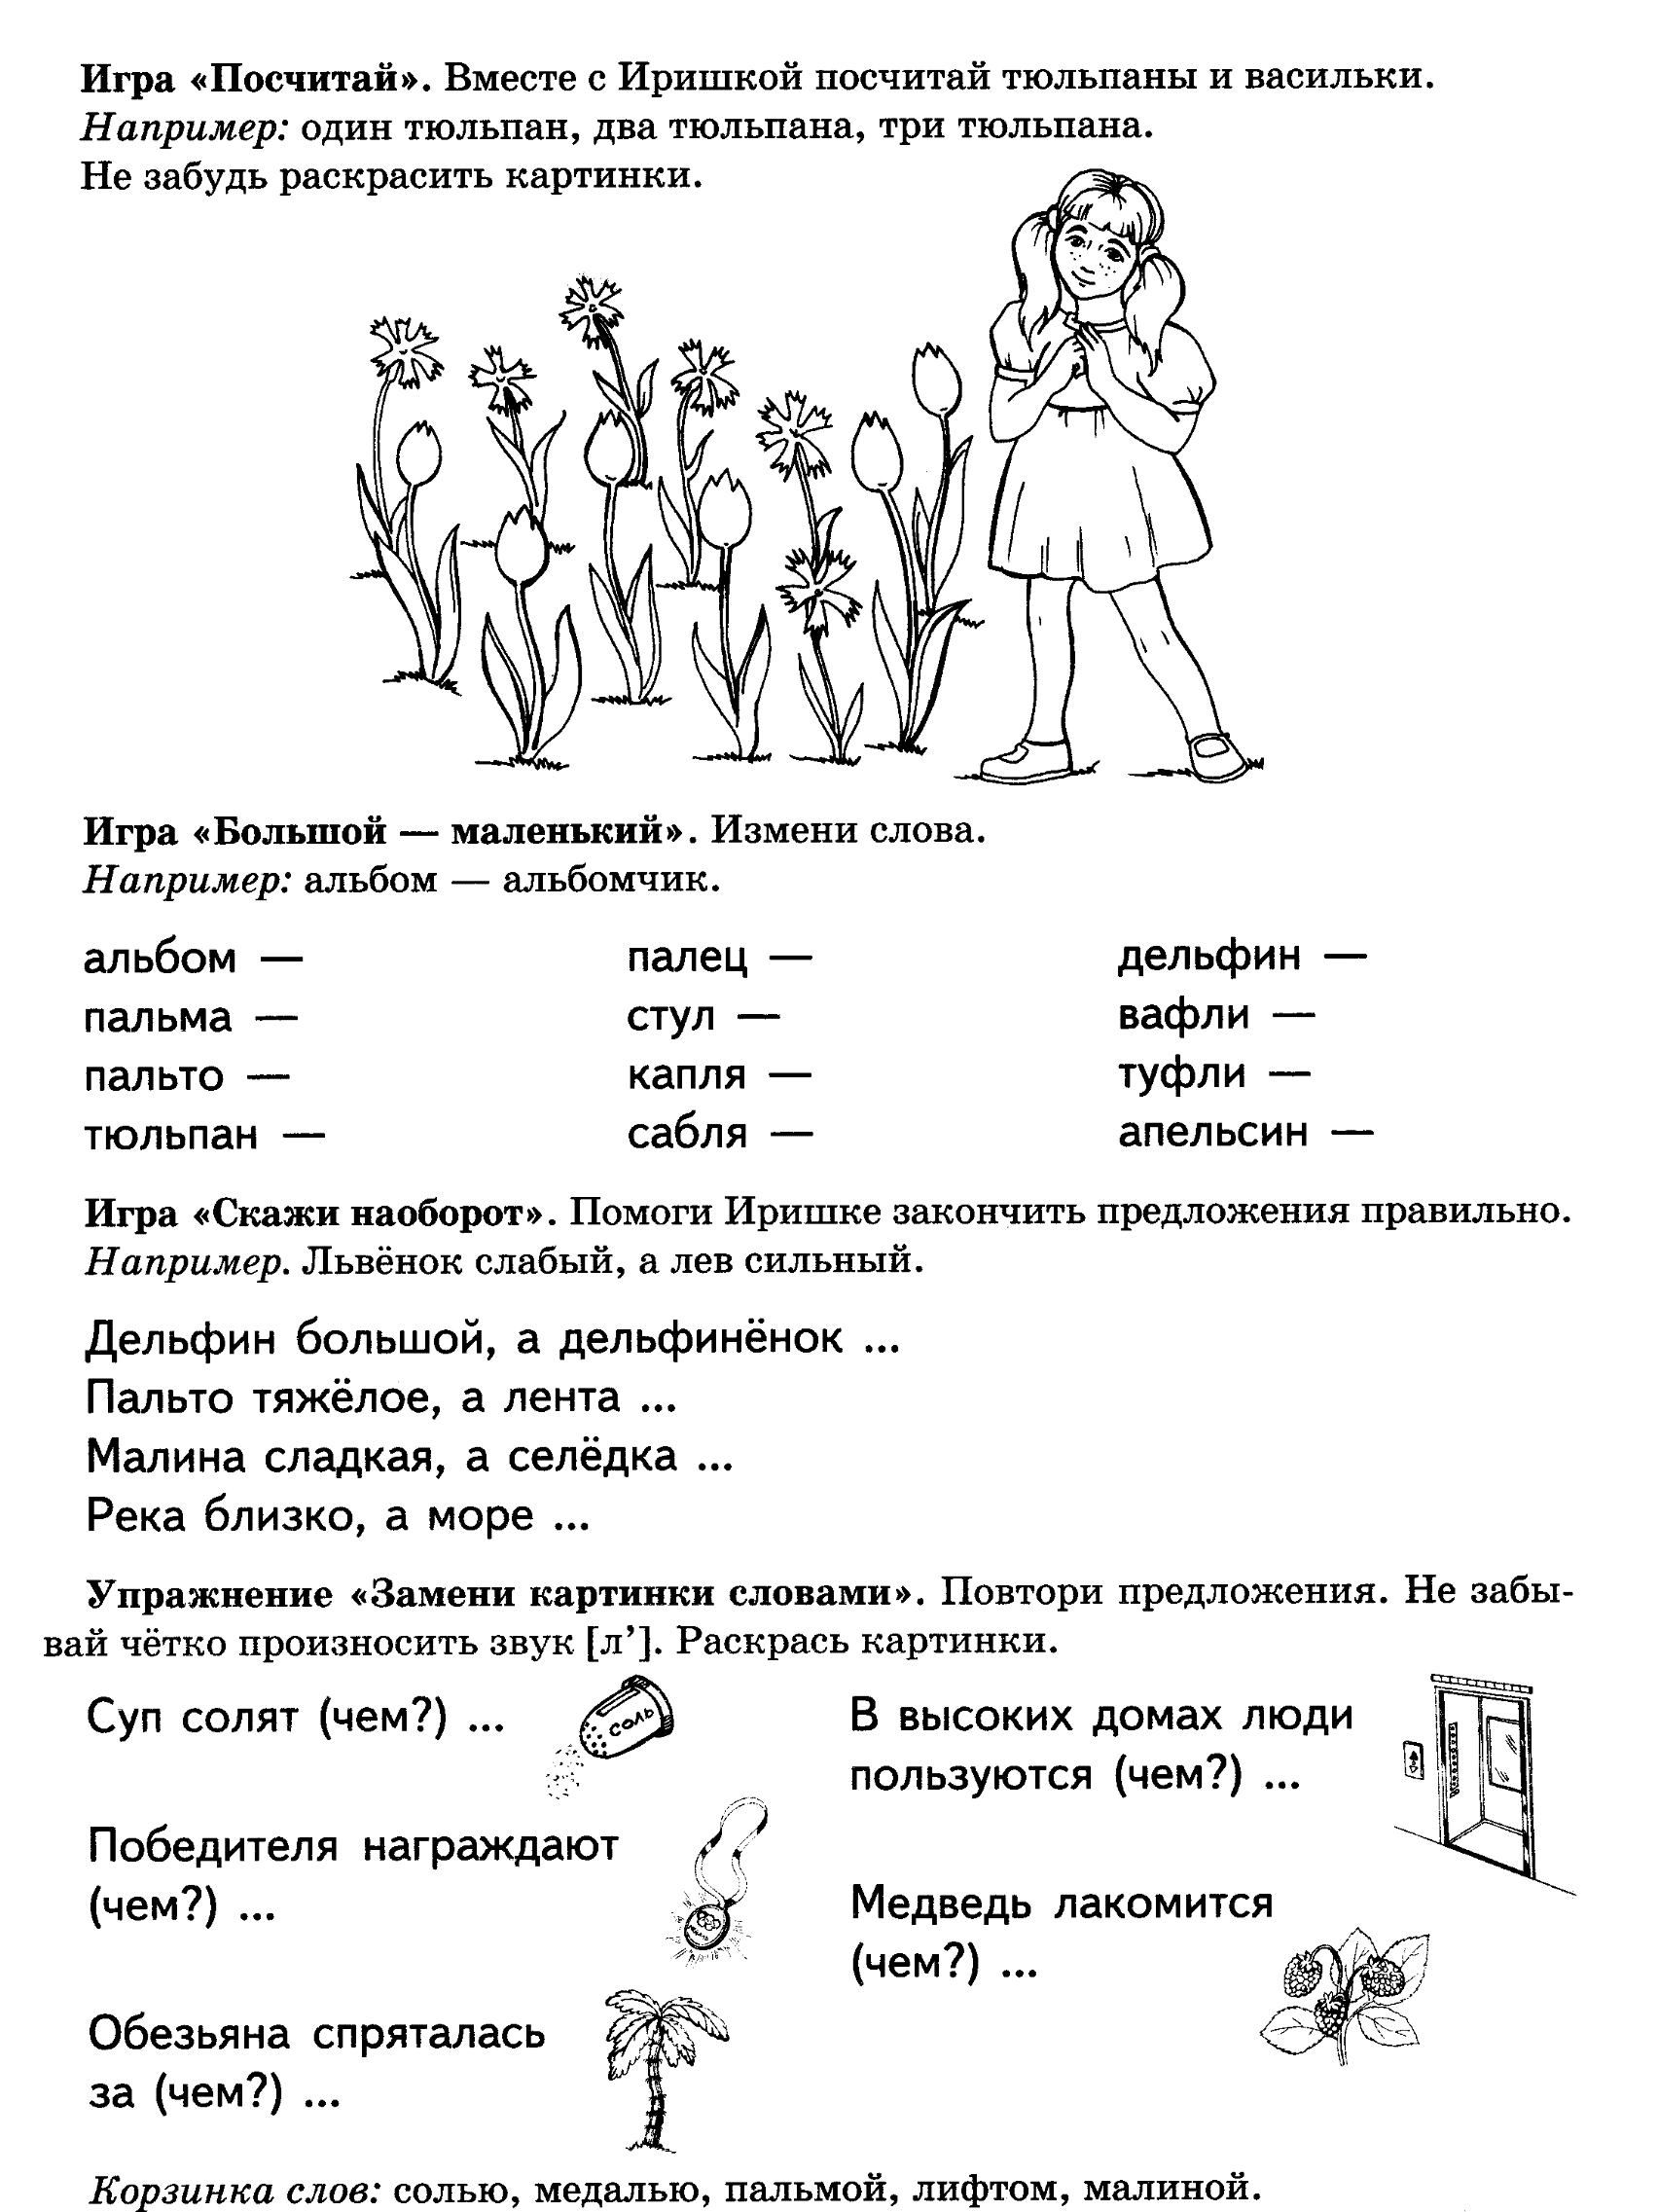 Игра «Посчитай». Вместе с Иришкой посчитай тюльпаны и васильки.
Например: один тюльпан, два тюльпана, три тюльпана.
Не забудь раскрасить картинки.
Игра «Большой — маленький». Измени слова.
Например: альбом — альбомчик.
альбом — палец — дельфин —
пальма — стул — вафли —
пальто — капля — туфли —
тюльпан — сабля — апельсин —
Игра «Скажи наоборот». Помоги Иришке закончить предложения правильно.
Например. Львёнок слабый, а лев сильный.
Дельфин большой, а дельфинёнок ...
Пальто тяжёлое, а лента ...
Малина сладкая, а селёдка ...
Река близко, а море ...
Упражнение «Замени картинки словами». Повтори предложения. Не забы-
вай чётко произносить звук [л’]. Раскрась картинки.
Суп солят (чем?) ...
СОЛЬ
Победителя награждают
(чем?) ...
Обезьяна спряталась
за (чем?) ...
В высоких домах люди
пользуются (чем?) ...
Медведь лакомится
(чем?) ...
Корзинка слов: солью, медалью, пальмой, лифтом, малиной.